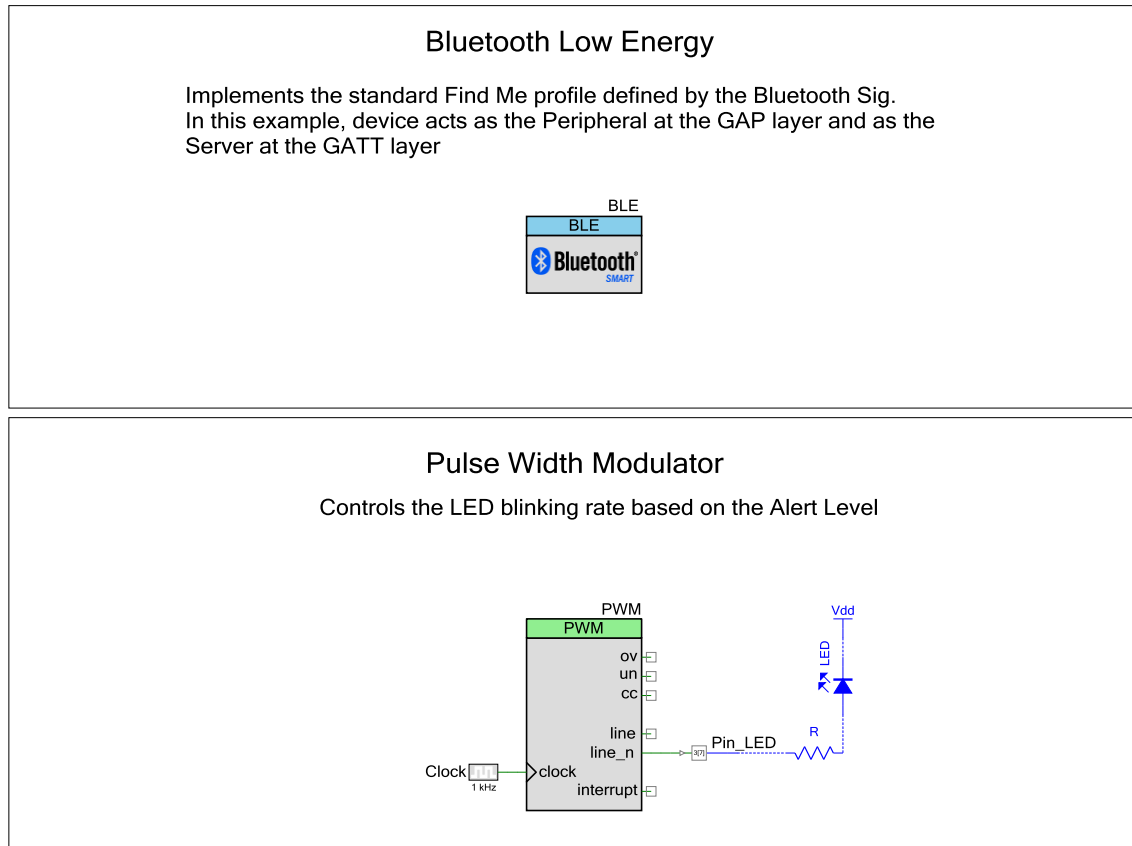 Bluetooth Low Energy
Implements the standard Find Me profile defined by the Bluetooth Sig.
In this example, device acts as the Peripheral at the GAP layer and as the
Server at the GATT layer
BLE
BLE
Bluetooth®
SMART
Pulse Width Modulator
Controls the LED blinking rate based on the Alert Level
PWM
PWM
ov
un
cc
line
line_n
clock
interrupt
Clock
1 kHz
3[7]
Pin_LED
R
LED
Vdd